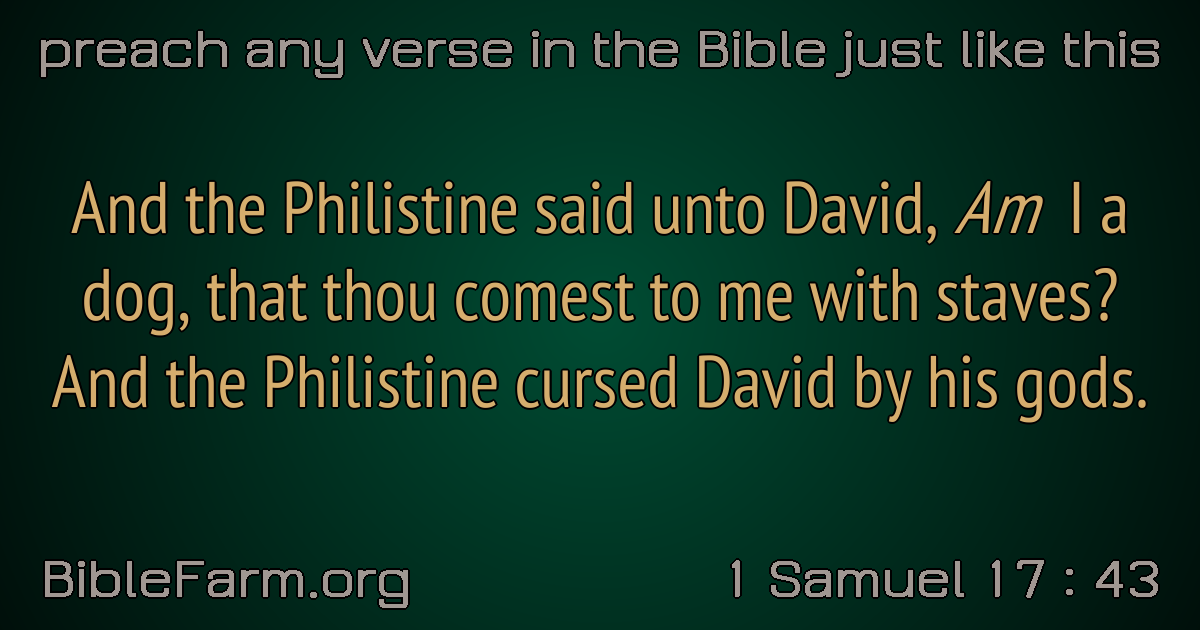 preach any verse in the Bible just like this
And the Philistine said unto David, Am I a
dog, that thou comest to me with staves?
And the Philistine cursed David by his gods.
BibleFarm.org
1 Samuel 17 : 43